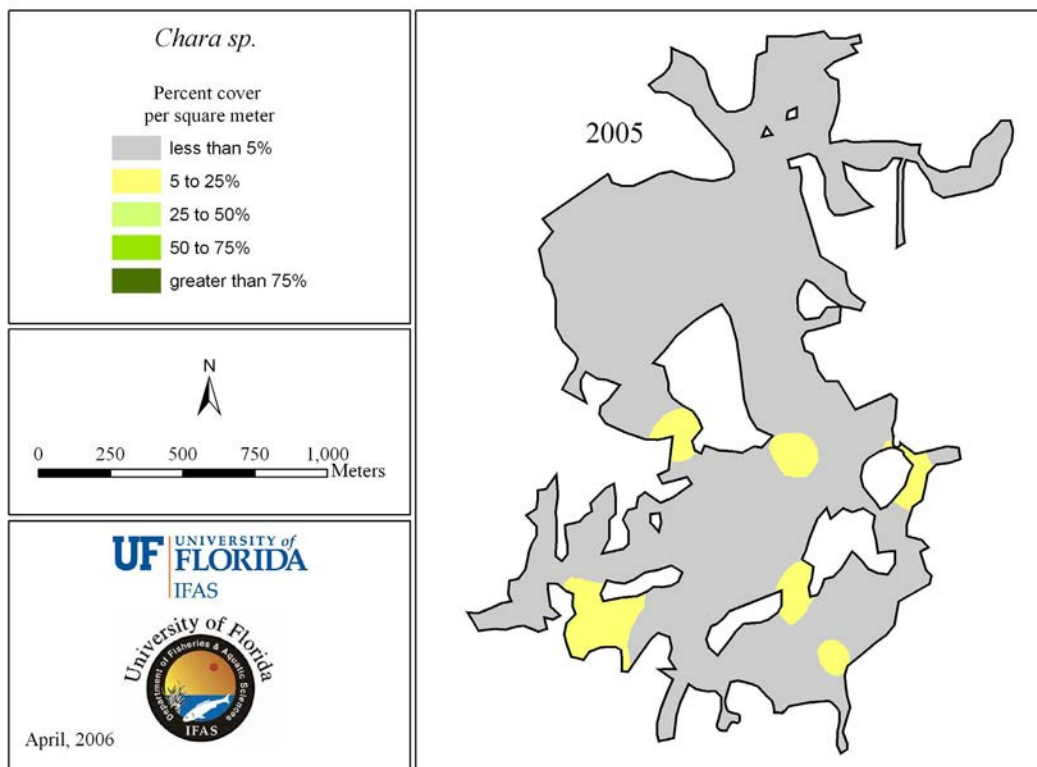 Chara sp.
Percent cover
per square meter
less than 5%
5 to 25%
25 to 50%
50 to 75%
greater than 75%
N
0 250 500 750 1,000
Meters
UF UNIVERSITY of
FLORIDA
IFAS
University of Florida
Department of Fisheries & Aquatic Sciences
IFAS
April, 2006
2005